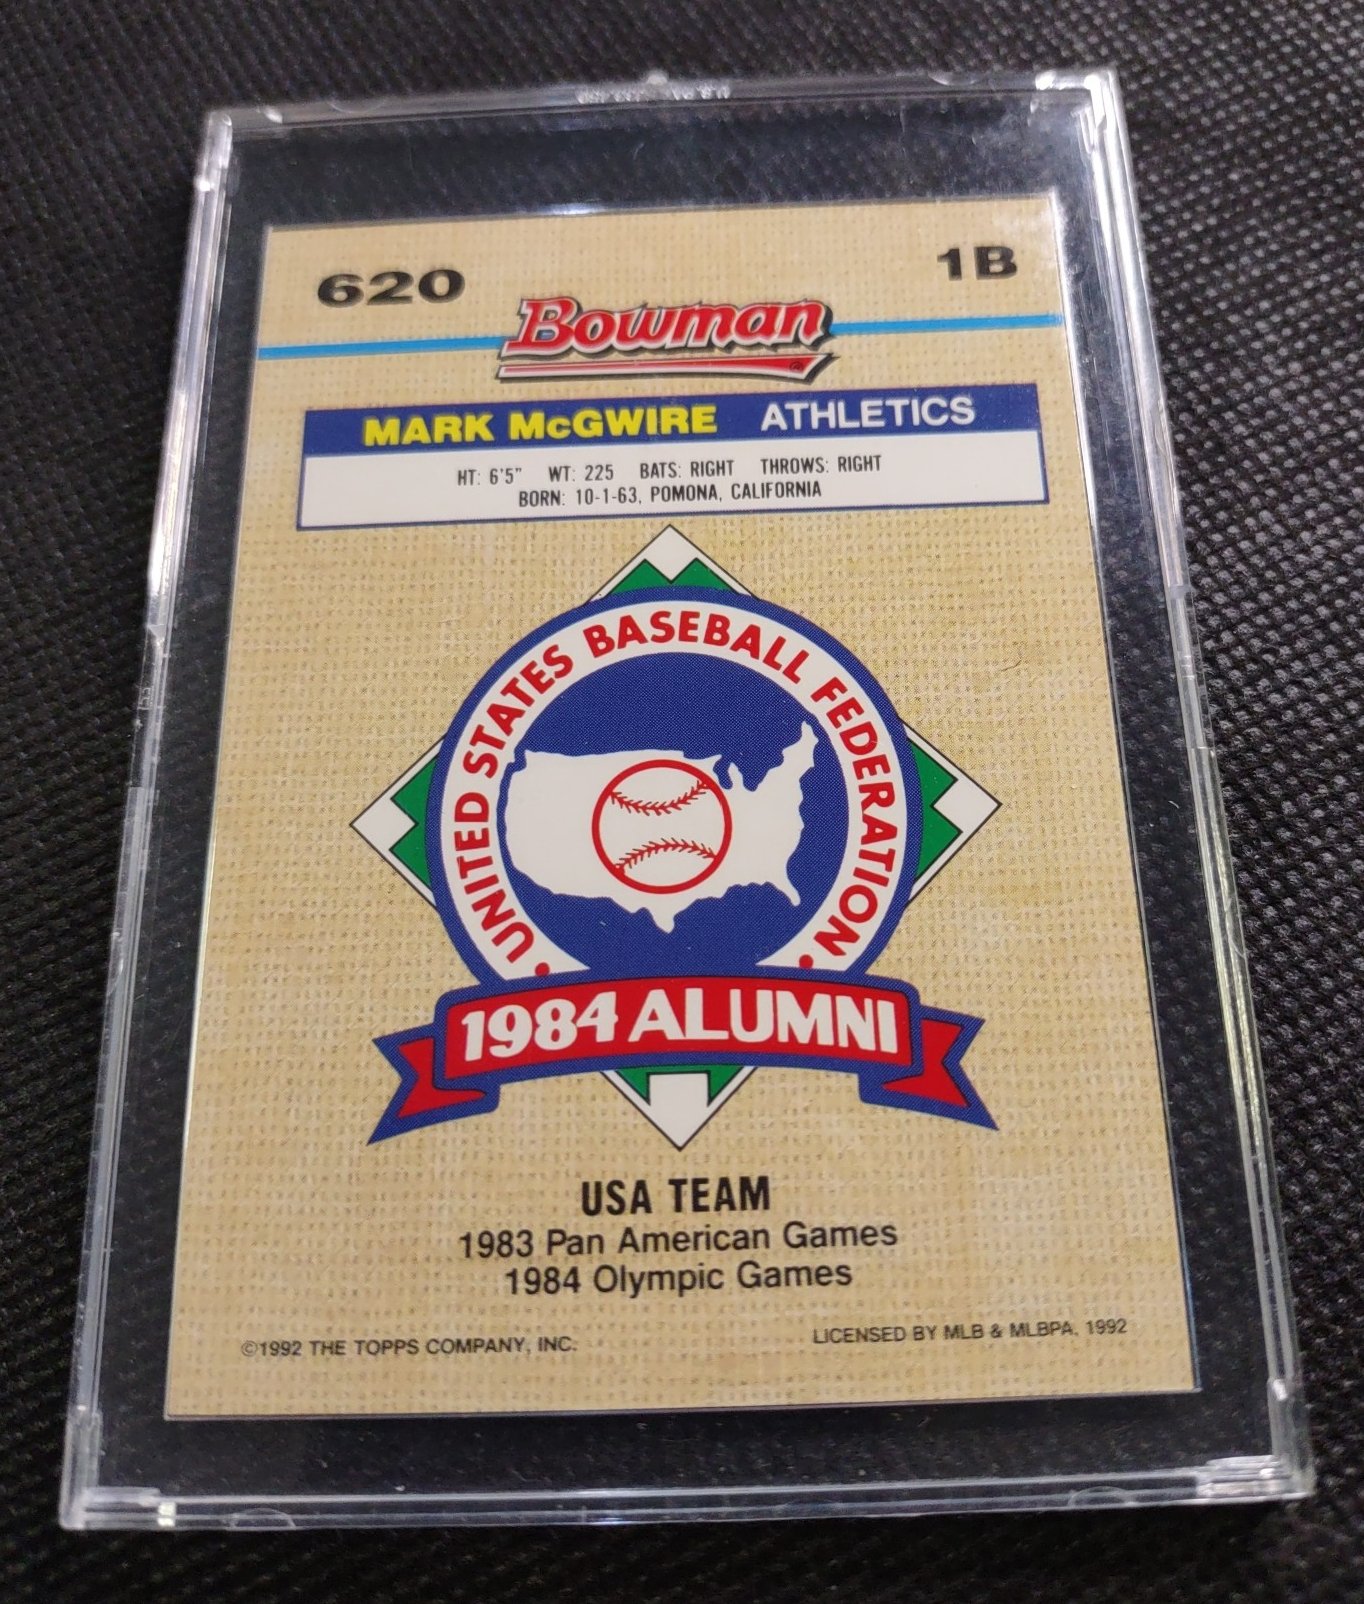 620
1B
Bowman
MARK McGWIRE ATHLETICS
HT: 6'5" WT: 225 BATS: RIGHT THROWS: RIGHT
BORN: 10-1-63, POMONA, CALIFORNIA
• UNITED STATES BASEBALL FEDERATION •
1984 ALUMNI
USA TEAM
1983 Pan American Games
1984 Olympic Games
©1992 THE TOPPS COMPANY, INC.
LICENSED BY MLB & MLBPA, 1992